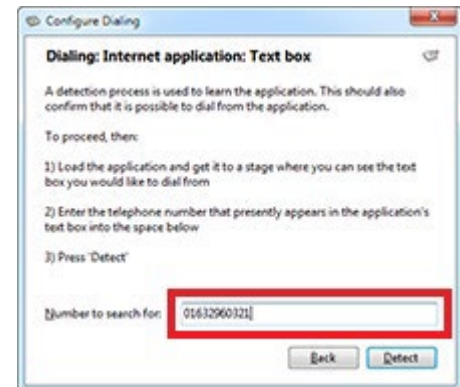 Configure Dialing
Dialing: Internet application: Text box
A detection process is used to learn the application. This should also
confirm that it is possible to dial from the application.
To proceed, then:
1) Load the application and get it to a stage where you can see the text
box you would like to dial from
2) Enter the telephone number that presently appears in the application's
text box into the space below
3) Press 'Detect'
Number to search for: 01632960321
Back Detect